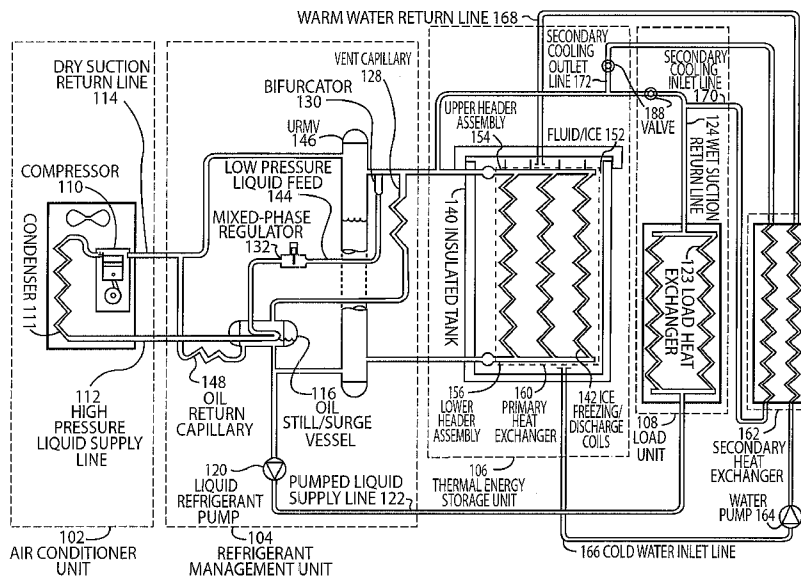 WARM WATER RETURN LINE 168
DRY SUCTION
RETURN LINE
114
VENT CAPILLARY
128
BIFURCATOR
130
URMV
146
SECONDARY
COOLING
OUTLET
LINE 172
SECONDARY
COOLING
INLET LINE
170
188
VALVE
UPPER HEADER
ASSEMBLY
154
FLUID/ICE 152
124 WET SUCTION
RETURN LINE
COMPRESSOR
110
LOW PRESSURE
LIQUID FEED
144
MIXED-PHASE
REGULATOR
132
CONDENSER 111
140 INSULATED TANK
123 LOAD HEAT
EXCHANGER
148
OIL
RETURN
CAPILLARY
116
OIL
STILL/SURGE
VESSEL
112
HIGH
PRESSURE
LIQUID SUPPLY
LINE
156
LOWER
HEADER
ASSEMBLY
160
PRIMARY
HEAT
EXCHANGER
142 ICE
FREEZING/
DISCHARGE
COILS
108
LOAD
UNIT
162
SECONDARY
HEAT
EXCHANGER
120
LIQUID
REFRIGERANT
PUMP
PUMPED LIQUID
SUPPLY LINE 122
106
THERMAL ENERGY
STORAGE UNIT
WATER
PUMP 164
102
AIR CONDITIONER
UNIT
104
REFRIGERANT
MANAGEMENT UNIT
166 COLD WATER INLET LINE